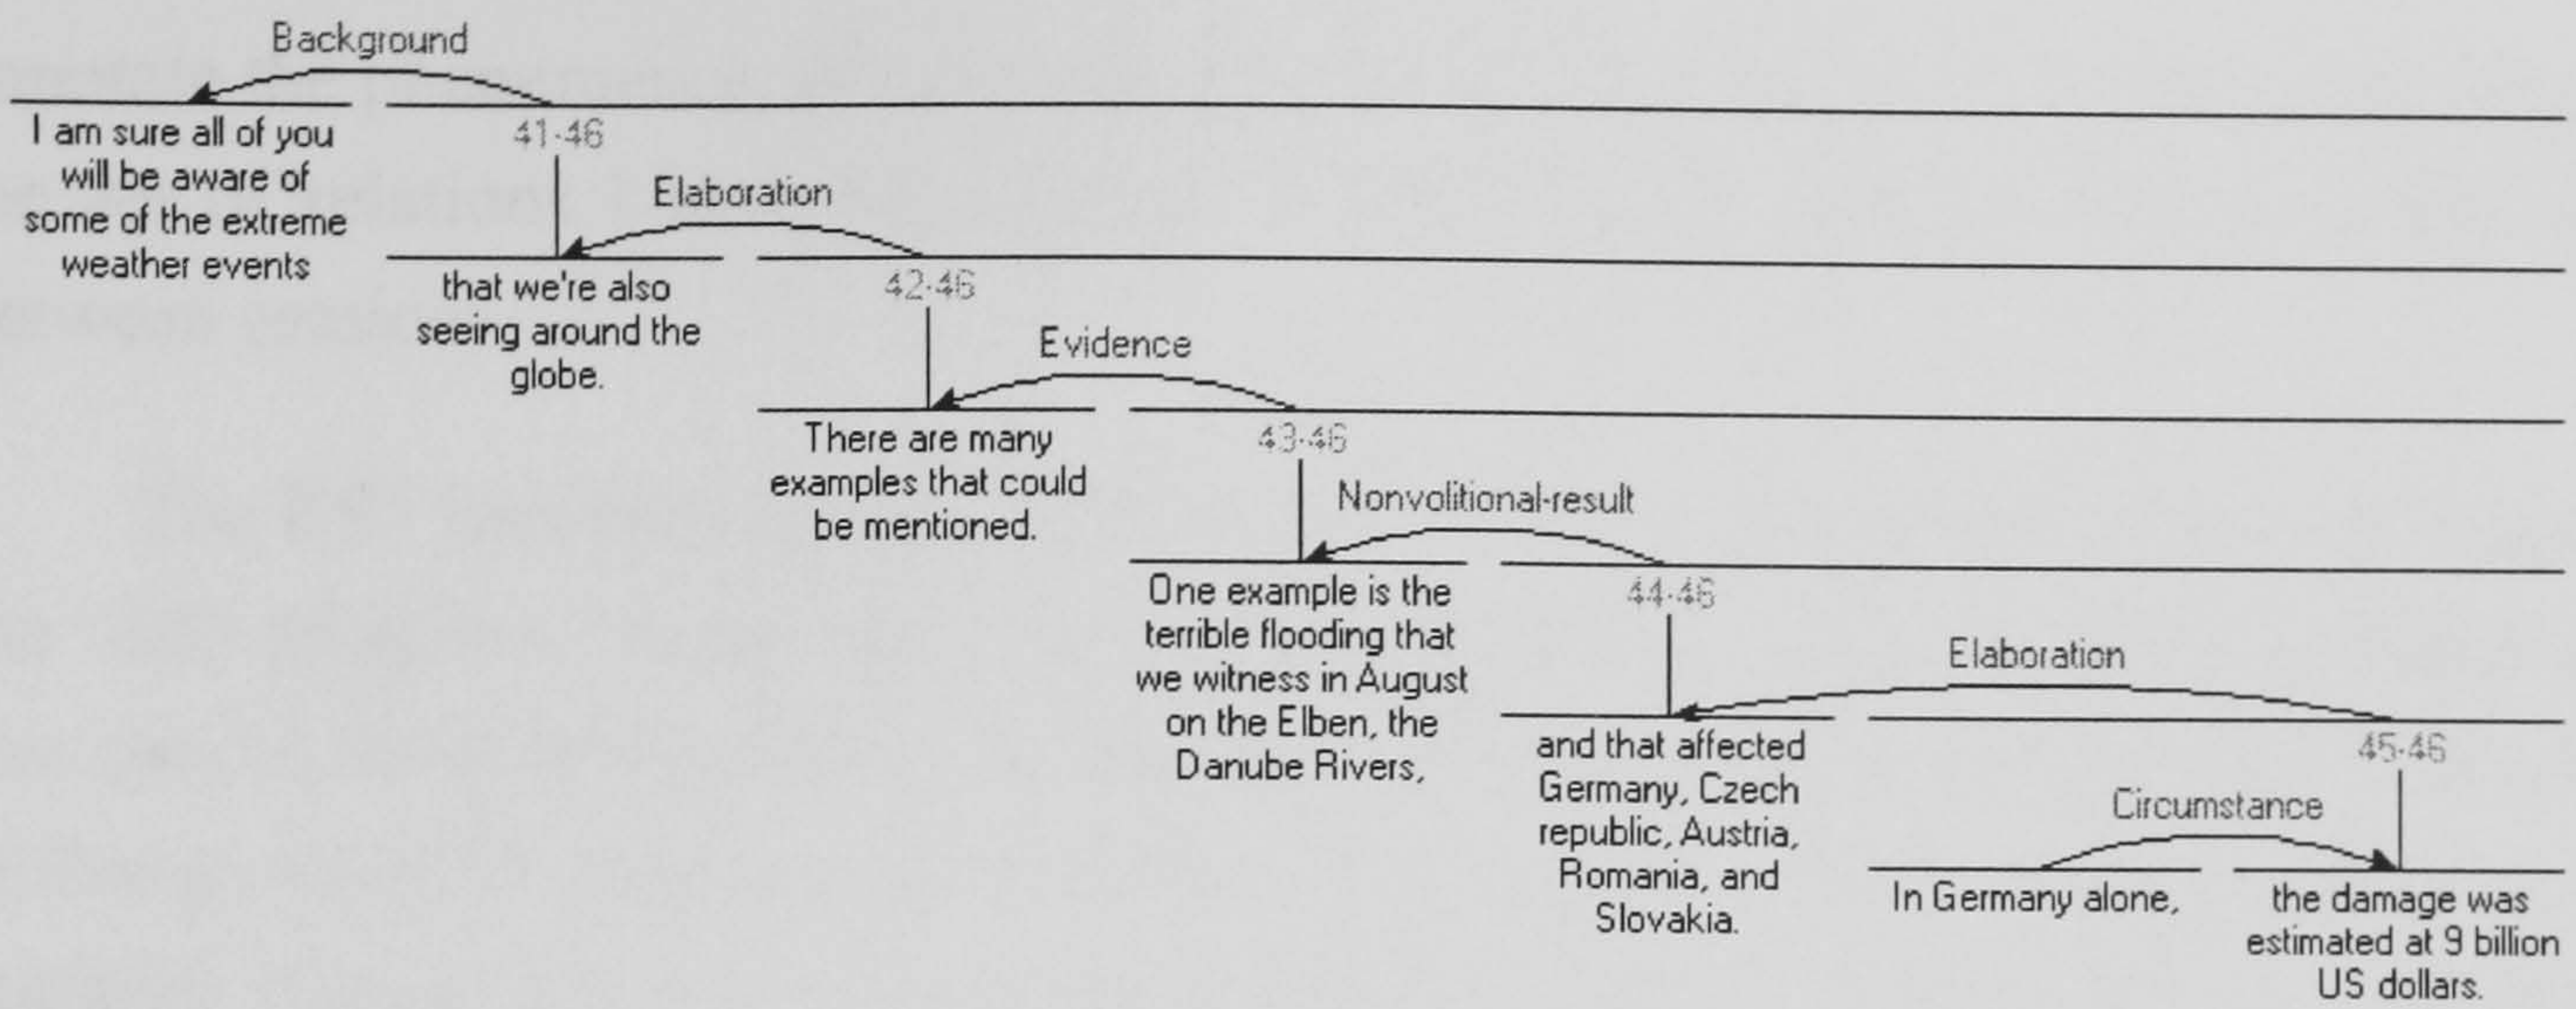 Background
I am sure all of you
will be aware of
some of the extreme
weather events
41-46
Elaboration
that we're also
seeing around the
globe.
42-46
Evidence
There are many
examples that could
be mentioned.
43-46
Nonvolitional-result
One example is the
terrible flooding that
we witness in August
on the Elben, the
Danube Rivers,
44-46
Elaboration
and that affected
Germany, Czech
republic, Austria,
Romania, and
Slovakia.
45-46
Circumstance
In Germany alone,
the damage was
estimated at 9 billion
US dollars.